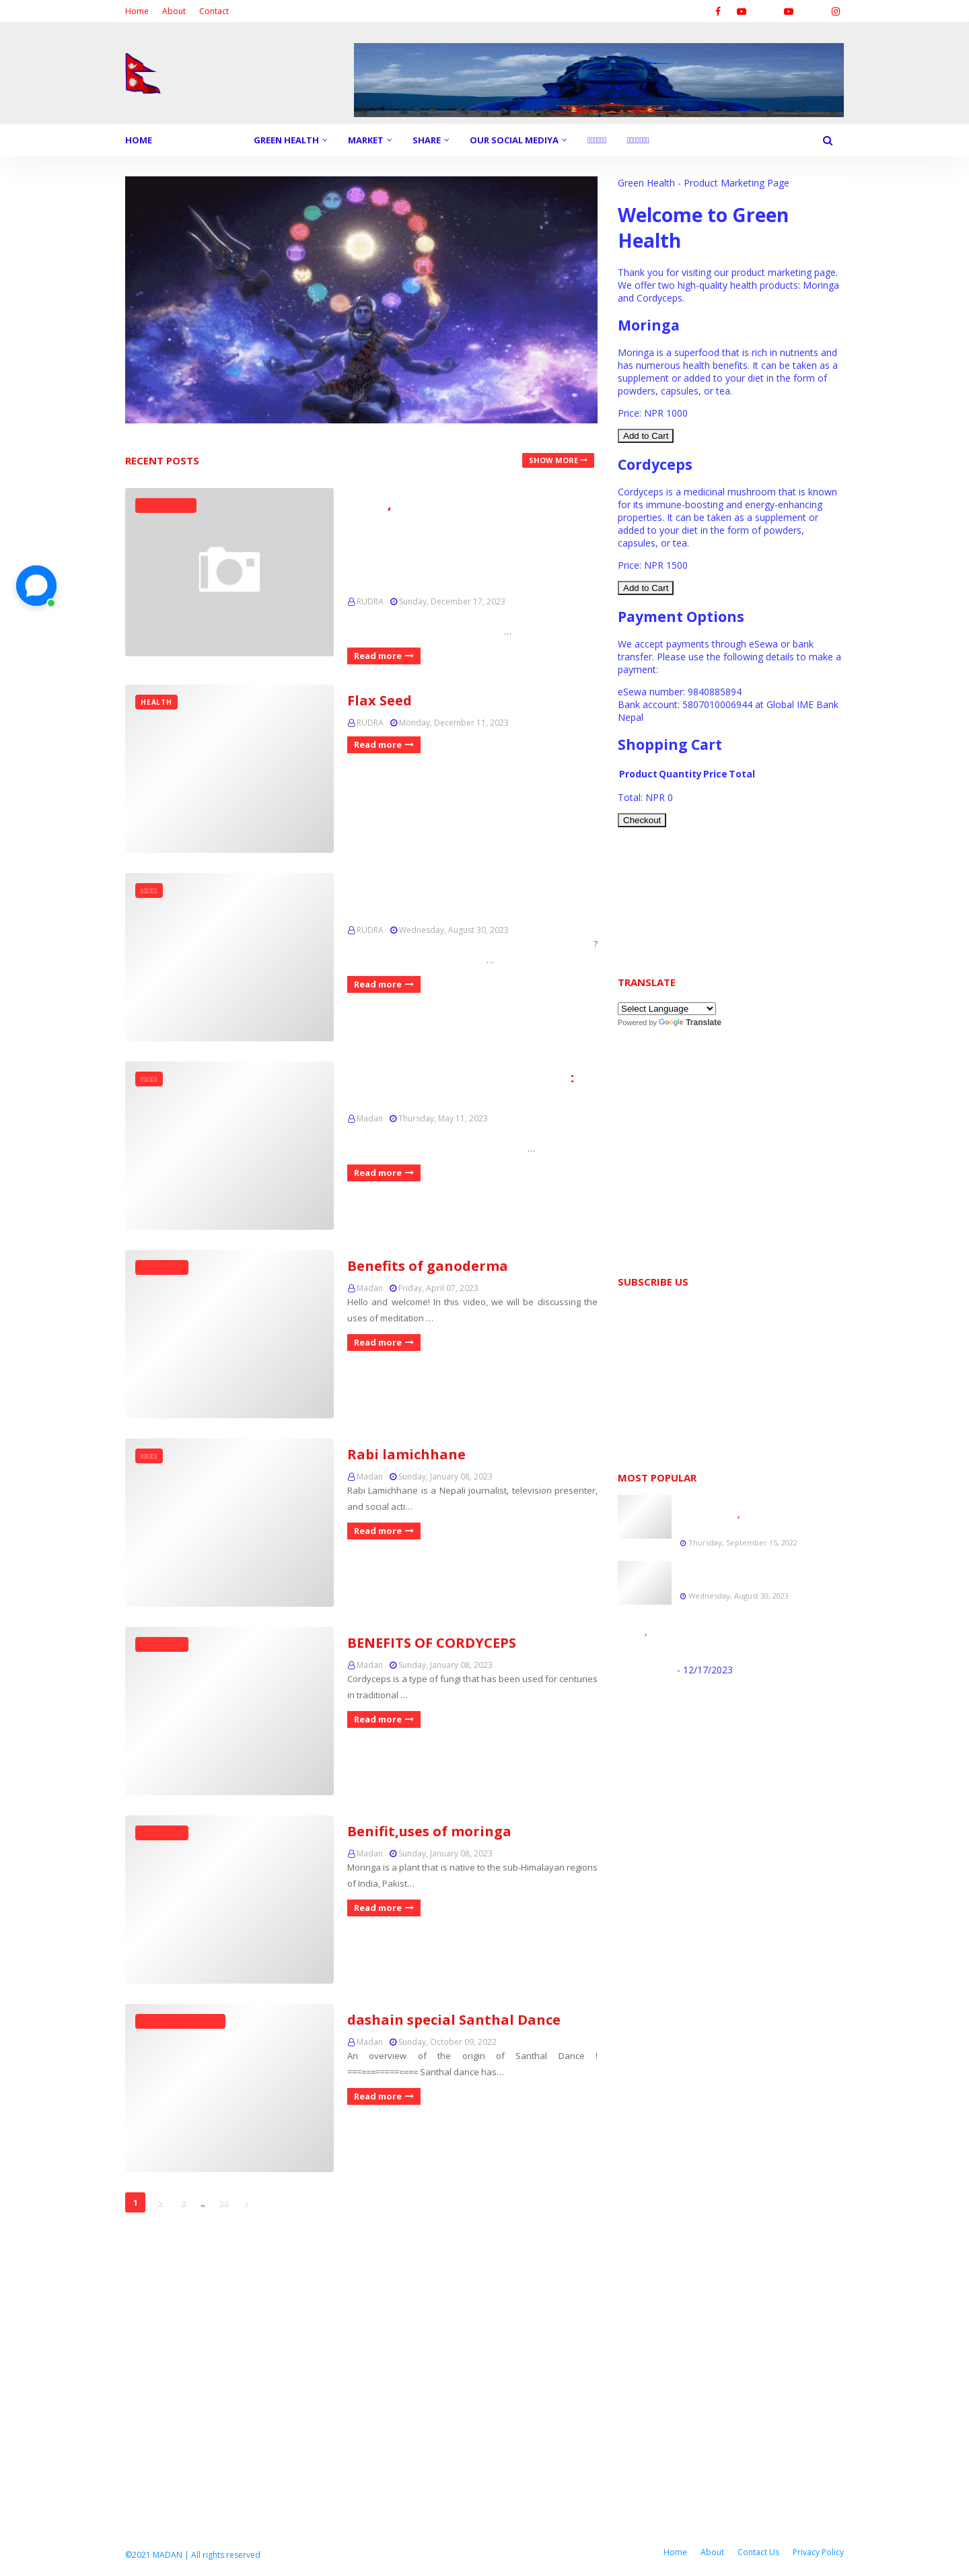 Home About Contact
HOME GREEN HEALTH MARKET SHARE OUR SOCIAL MEDIYA
Green Health - Product Marketing Page
Welcome to Green
Health
Thank you for visiting our product marketing page.
We offer two high-quality health products: Moringa
and Cordyceps.
Moringa
Moringa is a superfood that is rich in nutrients and
has numerous health benefits. It can be taken as a
supplement or added to your diet in the form of
powders, capsules, or tea.
Price: NPR 1000
Add to Cart
Cordyceps
Cordyceps is a medicinal mushroom that is known
for its immune-boosting and energy-enhancing
properties. It can be taken as a supplement or
added to your diet in the form of powders,
capsules, or tea.
Price: NPR 1500
Add to Cart
Payment Options
We accept payments through eSewa or bank
transfer. Please use the following details to make a
payment:
eSewa number: 9840885894
Bank account: 5807010006944 at Global IME Bank
Nepal
Shopping Cart
Product Quantity Price Total
Total: NPR 0
Checkout
RECENT POSTS
SHOW MORE
,
RUDRA Sunday, December 17, 2023
...
Read more
HEALTH
Flax Seed
RUDRA Monday, December 11, 2023
Read more
RUDRA Wednesday, August 30, 2023
?
...
Read more
:
Madan Thursday, May 11, 2023
...
Read more
Benefits of ganoderma
Madan Friday, April 07, 2023
Hello and welcome! In this video, we will be discussing the
uses of meditation ...
Read more
Rabi lamichhane
Madan Sunday, January 08, 2023
Rabi Lamichhane is a Nepali journalist, television presenter,
and social acti...
Read more
BENEFITS OF CORDYCEPS
Madan Sunday, January 08, 2023
Cordyceps is a type of fungi that has been used for centuries
in traditional ...
Read more
Benifit,uses of moringa
Madan Sunday, January 08, 2023
Moringa is a plant that is native to the sub-Himalayan regions
of India, Pakist...
Read more
dashain special Santhal Dance
Madan Sunday, October 09, 2022
An overview of the origin of Santhal Dance !
===≈≈≈=====≈≈≈≈ Santhal dance has...
Read more
1 2 3 ... 35
TRANSLATE
Select Language
Powered by Google Translate
SUBSCRIBE US
MOST POPULAR
,
Thursday, September 15, 2022
Wednesday, August 30, 2023
,
- 12/17/2023
©2021 MADAN | All rights reserved
Home About Contact Us Privacy Policy